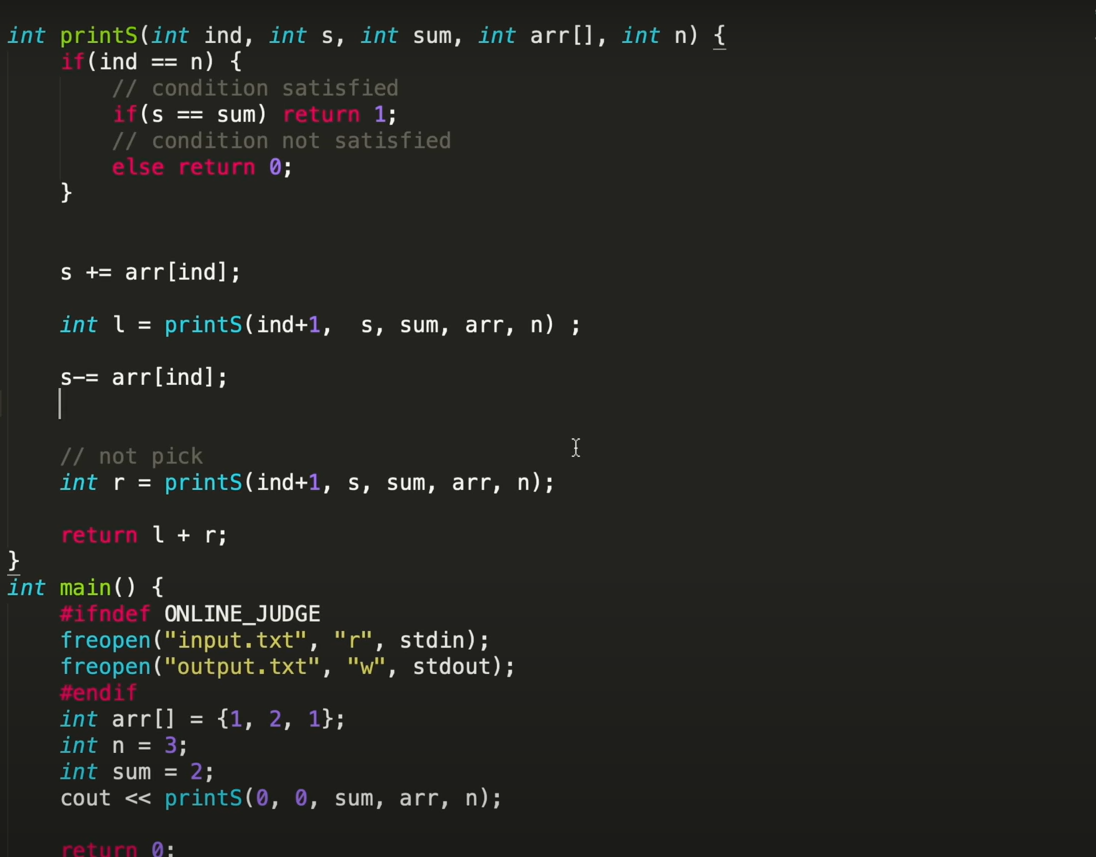 int printS(int ind, int s, int sum, int arr[], int n) {
    if(ind == n) {
        // condition satisfied
        if(s == sum) return 1;
        // condition not satisfied
        else return 0;
    }
    s += arr[ind];
    int l = printS(ind+1,  s, sum, arr, n) ;
    s-= arr[ind];
    // not pick
    int r = printS(ind+1, s, sum, arr, n);
    return l + r;
}
int main() {
    #ifndef ONLINE_JUDGE
    freopen("input.txt", "r", stdin);
    freopen("output.txt", "w", stdout);
    #endif
    int arr[] = {1, 2, 1};
    int n = 3;
    int sum = 2;
    cout << printS(0, 0, sum, arr, n);
    return 0;